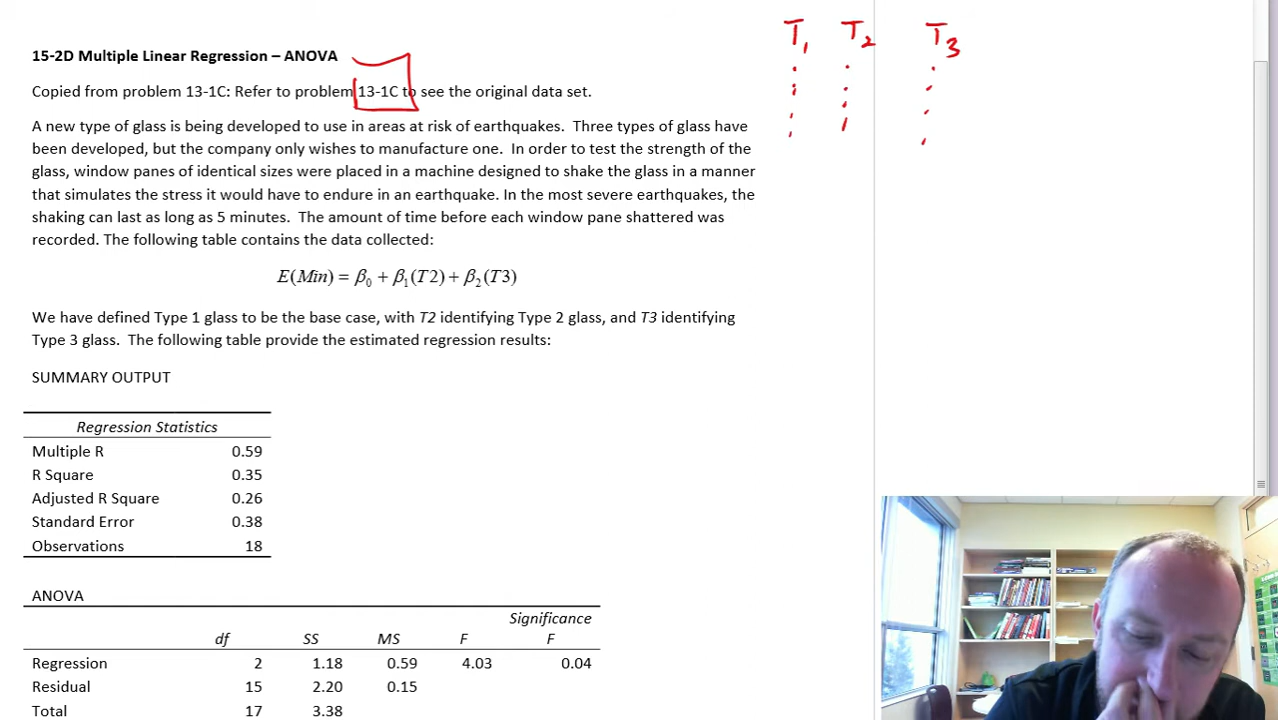 15-2D Multiple Linear Regression – ANOVA
Copied from problem 13-1C: Refer to problem 13-1C to see the original data set.
A new type of glass is being developed to use in areas at risk of earthquakes. Three types of glass have
been developed, but the company only wishes to manufacture one. In order to test the strength of the
glass, window panes of identical sizes were placed in a machine designed to shake the glass in a manner
that simulates the stress it would have to endure in an earthquake. In the most severe earthquakes, the
shaking can last as long as 5 minutes. The amount of time before each window pane shattered was
recorded. The following table contains the data collected:
E(Min) = β₀ + β₁(T2) + β₂(T3)
We have defined Type 1 glass to be the base case, with T2 identifying Type 2 glass, and T3 identifying
Type 3 glass. The following table provide the estimated regression results:
SUMMARY OUTPUT
Regression Statistics
Multiple R 0.59
R Square 0.35
Adjusted R Square 0.26
Standard Error 0.38
Observations 18
ANOVA
Significance
df SS MS F F
Regression 2 1.18 0.59 4.03 0.04
Residual 15 2.20 0.15
Total 17 3.38
T₁ T₂ T₃